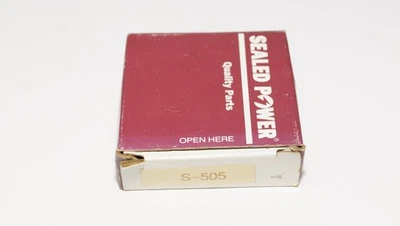 SEALED POWER®
Quality Parts
OPEN HERE
S-505